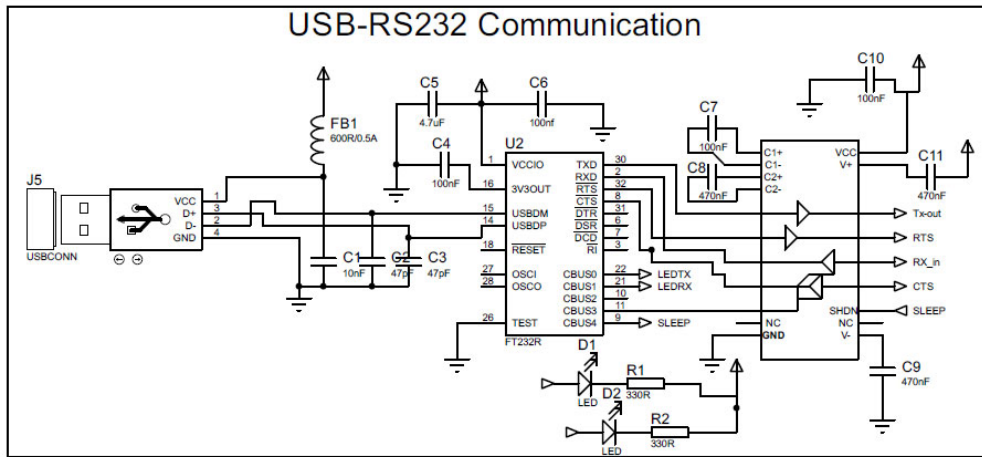 USB-RS232 Communication
J5
USBCONN
VCC 1
D+ 3
D- 2
GND 4
FB1
600R/0.5A
C1
10nF
C2
47pF
C3
47pF
C5
4.7uF
C4
100nF
C6
100nf
U2
1 VCCIO
16 3V3OUT
15 USBDM
14 USBDP
18 RESET
27 OSCI
28 OSCO
26 TEST
TXD 30
RXD 2
RTS 32
CTS 8
DTR 31
DSR 6
DCD 7
RI 3
CBUS0 22 LEDTX
CBUS1 21 LEDRX
CBUS2 10
CBUS3 11
CBUS4 9 SLEEP
FT232R
D1
LED
R1
330R
D2
LED
R2
330R
C7
100nF
C8
470nF
C10
100nF
C11
470nF
C1+
C1-
C2+
C2-
VCC
V+
Tx-out
RTS
RX_in
CTS
SHDN SLEEP
NC
GND
NC
V-
C9
470nF